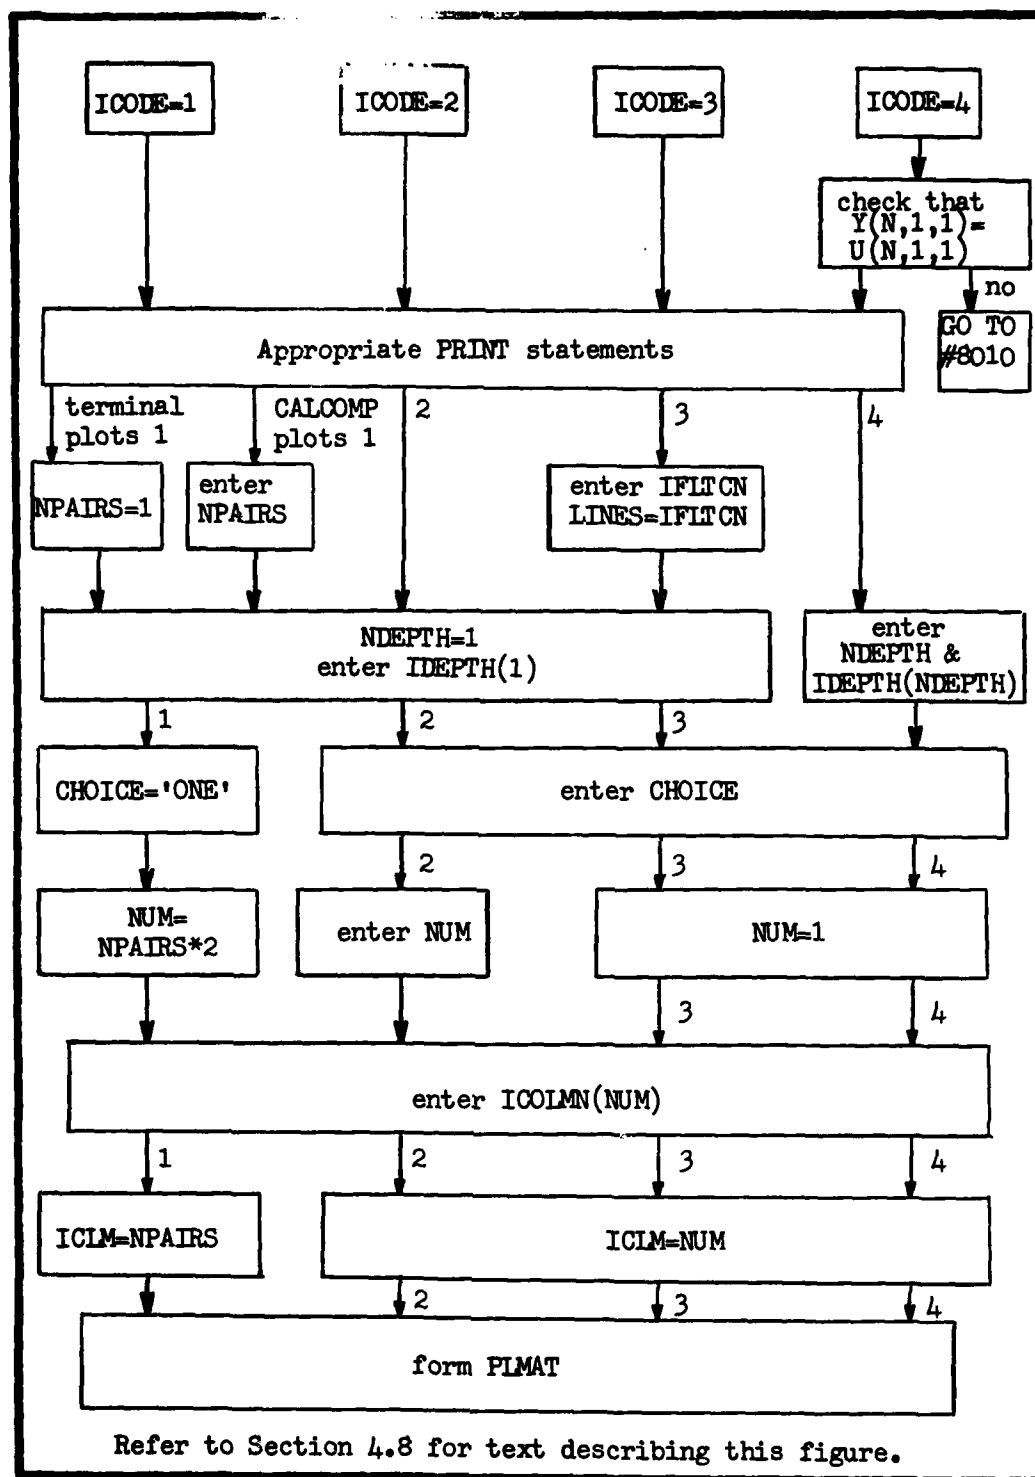 ICODE=1
ICODE=2
ICODE=3
ICODE=4
check that
Y(N,1,1)=
U(N,1,1)
no
GO TO
#8010
Appropriate PRINT statements
terminal
plots 1
CALCOMP
plots 1
2
3
4
NPAIRS=1
enter
NPAIRS
enter IFLTCN
LINES=IFLTCN
NDEPTH=1
enter IDEPTH(1)
enter
NDEPTH &
IDEPTH(NDEPTH)
1
2
3
CHOICE='ONE'
enter CHOICE
2
3
4
NUM=
NPAIRS*2
enter NUM
NUM=1
3
4
enter ICOLMN(NUM)
1
2
3
4
ICLM=NPAIRS
ICLM=NUM
2
3
4
form PLMAT
Refer to Section 4.8 for text describing this figure.